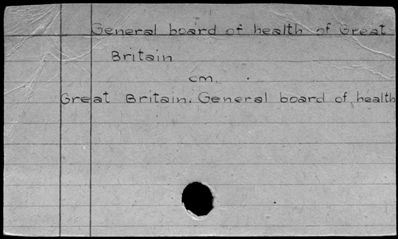 General board of health of Great
Britain
cm.
Great Britain. General board of health